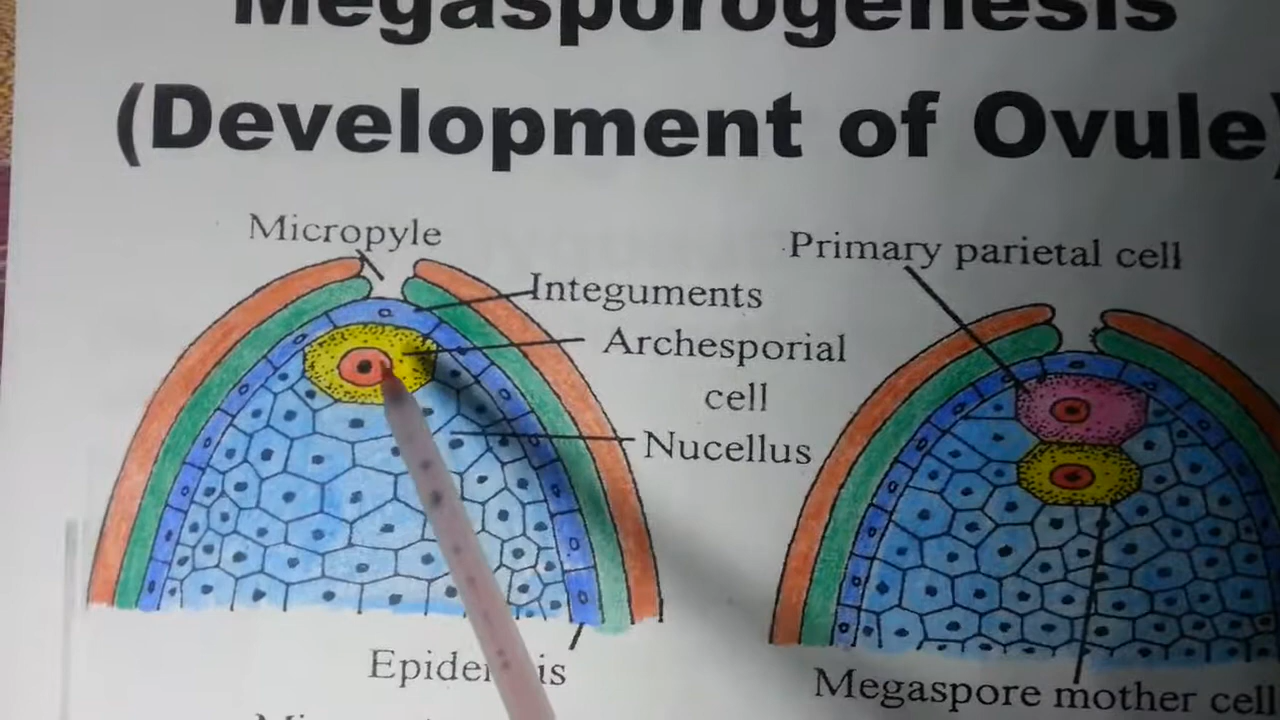 Megasporogenesis
(Development of Ovule)
Micropyle
Integuments
Archesporial
cell
Nucellus
Primary parietal cell
Megaspore mother cell